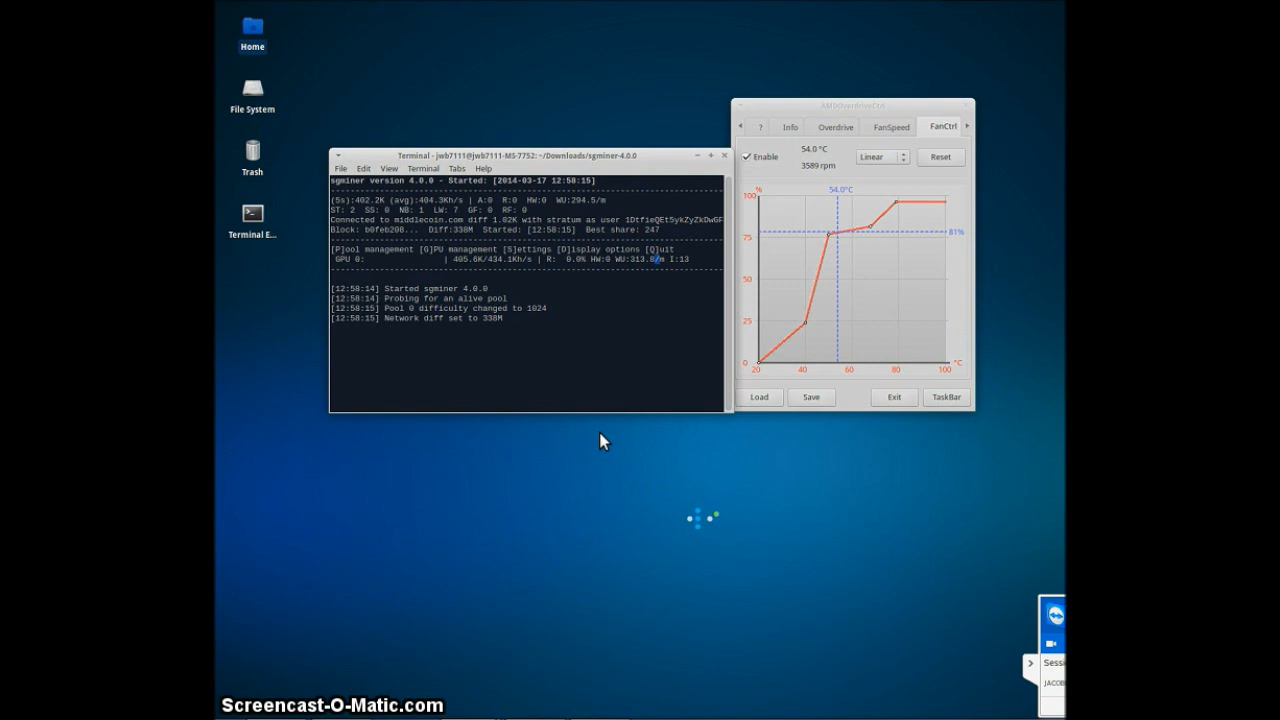 Home
File System
Trash
Terminal E...
Terminal - jwb7111@jwb7111-MS-7752: ~/Downloads/sgminer-4.0.0
File Edit View Terminal Tabs Help
sgminer version 4.0.0 - Started: [2014-03-17 12:58:15]
(5s):402.2K (avg):404.3Kh/s | A:0 R:0 HW:0 WU:294.5/m
ST: 2 SS: 0 NB: 1 LW: 7 GF: 0 RF: 0
Connected to middlecoin.com diff 1.02K with stratum as user
Block: b0feb208... Diff:338M Started: [12:58:15] Best share: 247
[P]ool management [G]PU management [S]ettings [D]isplay options [Q]uit
GPU 0: | 405.6K/434.1Kh/s | R: 0.0% HW:0 WU:313.8/m I:13
[12:58:14] Started sgminer 4.0.0
[12:58:14] Probing for an alive pool
[12:58:15] Pool 0 difficulty changed to 1024
[12:58:15] Network diff set to 338M
AMDOverdriveCtrl
? Info Overdrive FanSpeed FanCtrl
Enable 54.0 °C Linear Reset
3589 rpm
% 54.0°C
100
81%
75
50
25
0
20 40 60 80 100 °C
Load Save Exit TaskBar
Sessi
JACOB
Screencast-O-Matic.com